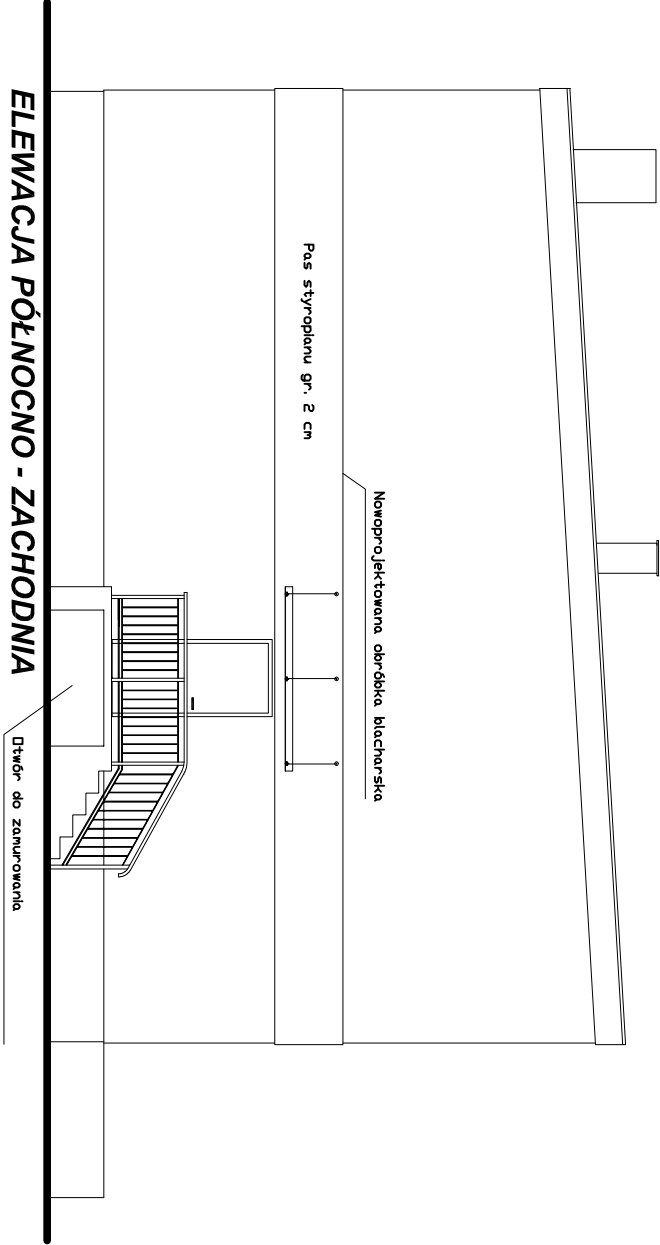 Nowoprojektowana obróbka blacharska
Pas styropianu gr. 2 cm
ELEWACJA PÓŁNOCNO - ZACHODNIA
Otwór do zamurowania